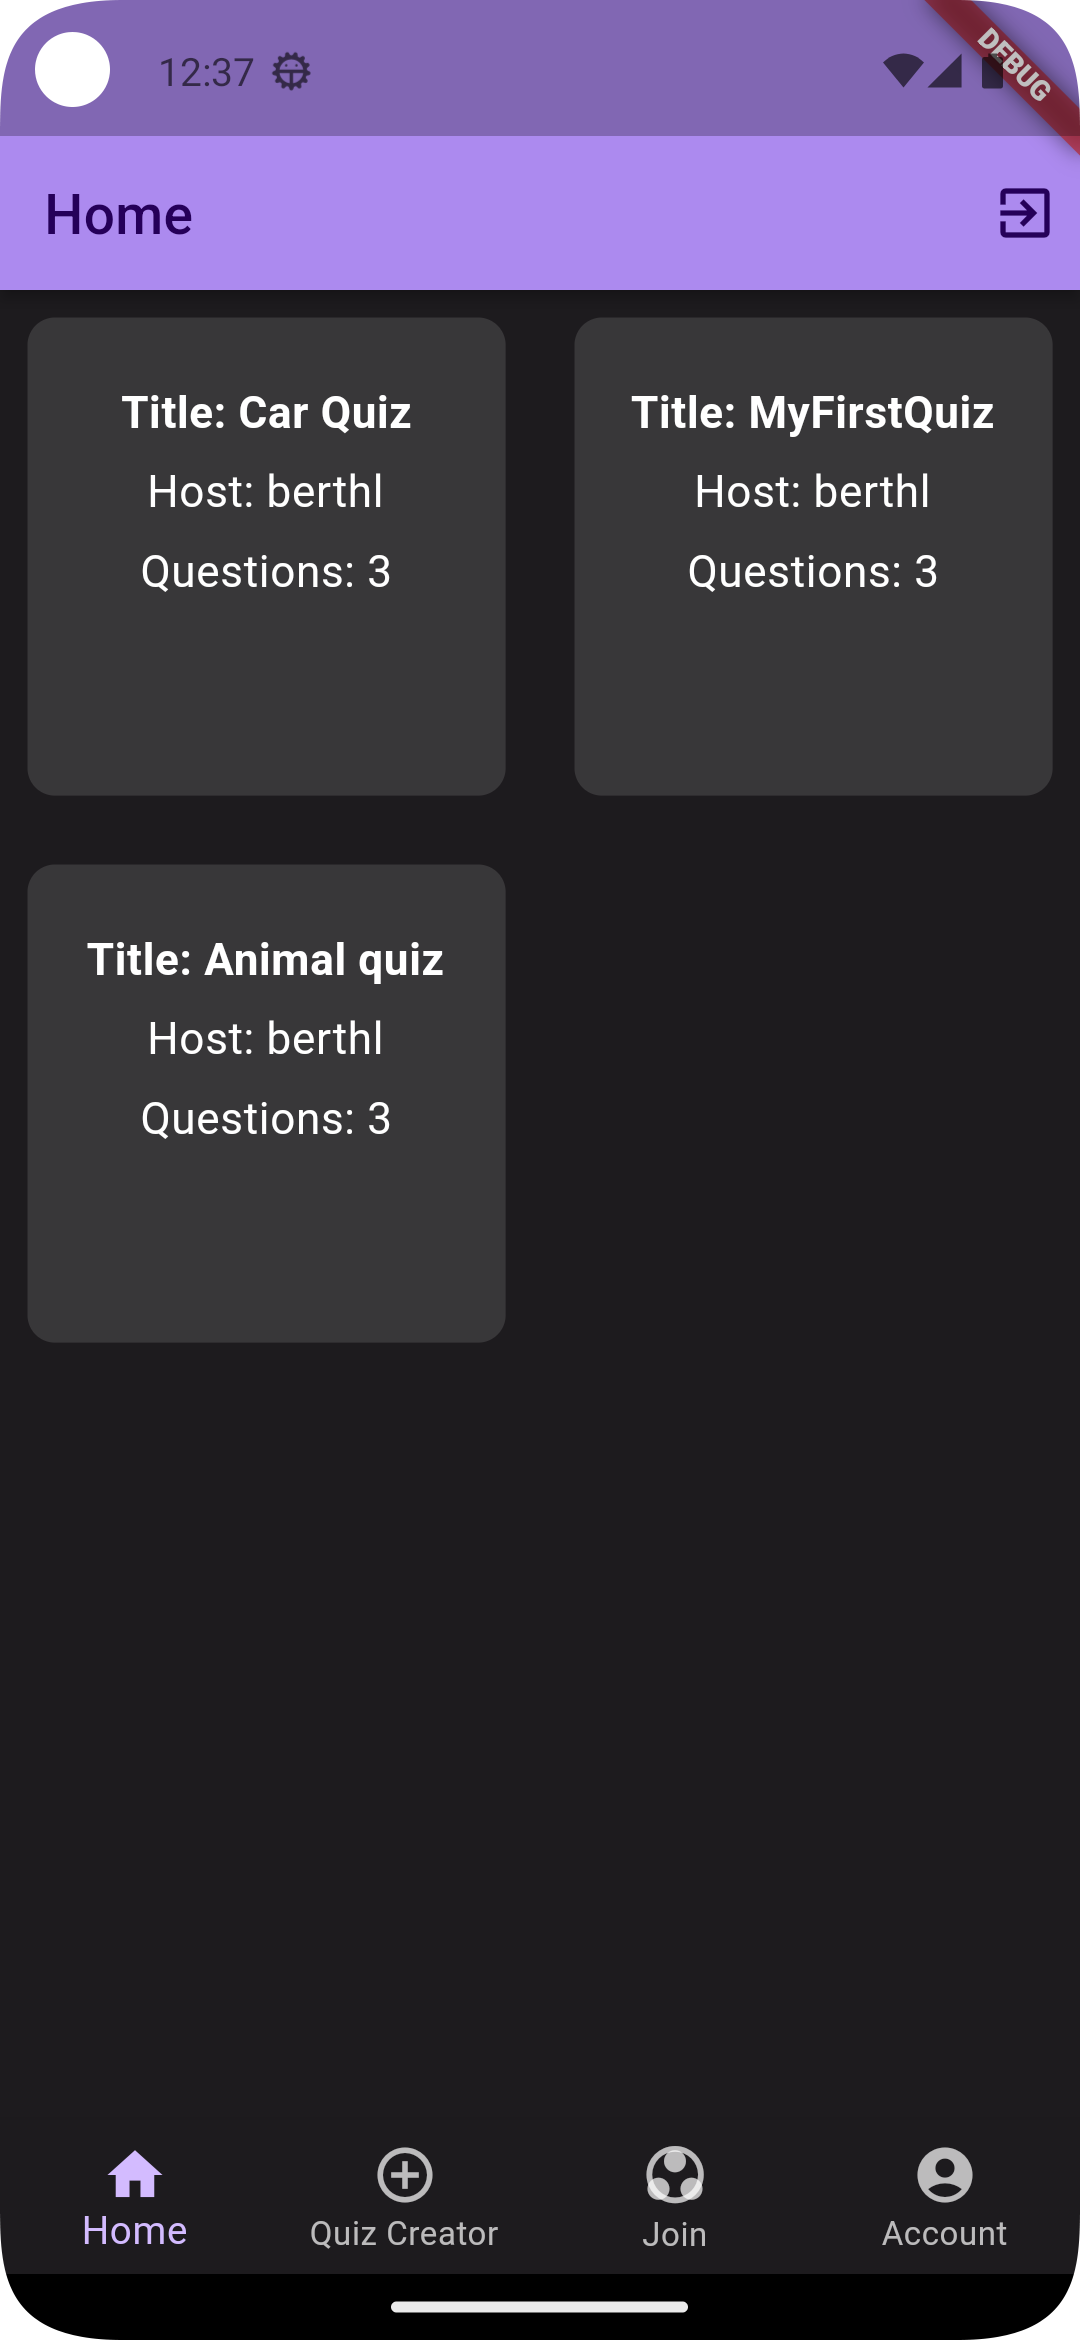 12:37
DEBUG
Home
Title: Car Quiz
Host: berthl
Questions: 3
Title: MyFirstQuiz
Host: berthl
Questions: 3
Title: Animal quiz
Host: berthl
Questions: 3
Home
Quiz Creator
Join
Account